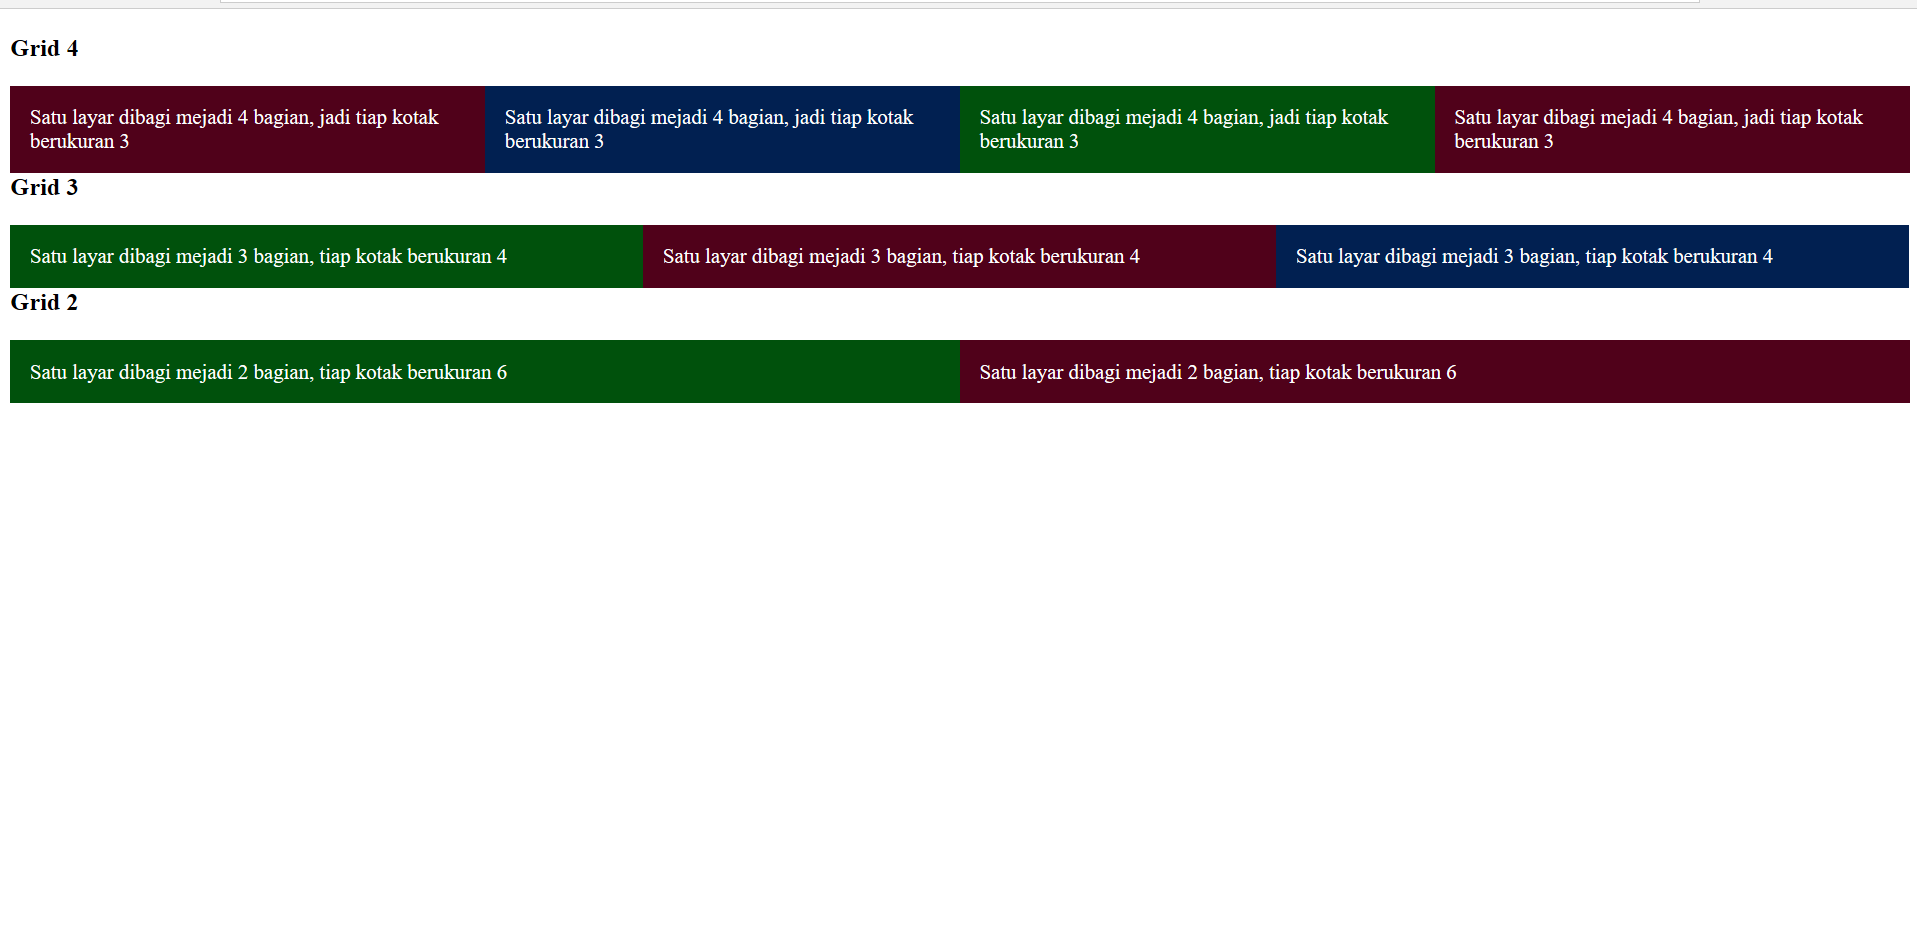 Grid 4
Satu layar dibagi mejadi 4 bagian, jadi tiap kotak
berukuran 3
Satu layar dibagi mejadi 4 bagian, jadi tiap kotak
berukuran 3
Satu layar dibagi mejadi 4 bagian, jadi tiap kotak
berukuran 3
Satu layar dibagi mejadi 4 bagian, jadi tiap kotak
berukuran 3
Grid 3
Satu layar dibagi mejadi 3 bagian, tiap kotak berukuran 4
Satu layar dibagi mejadi 3 bagian, tiap kotak berukuran 4
Satu layar dibagi mejadi 3 bagian, tiap kotak berukuran 4
Grid 2
Satu layar dibagi mejadi 2 bagian, tiap kotak berukuran 6
Satu layar dibagi mejadi 2 bagian, tiap kotak berukuran 6